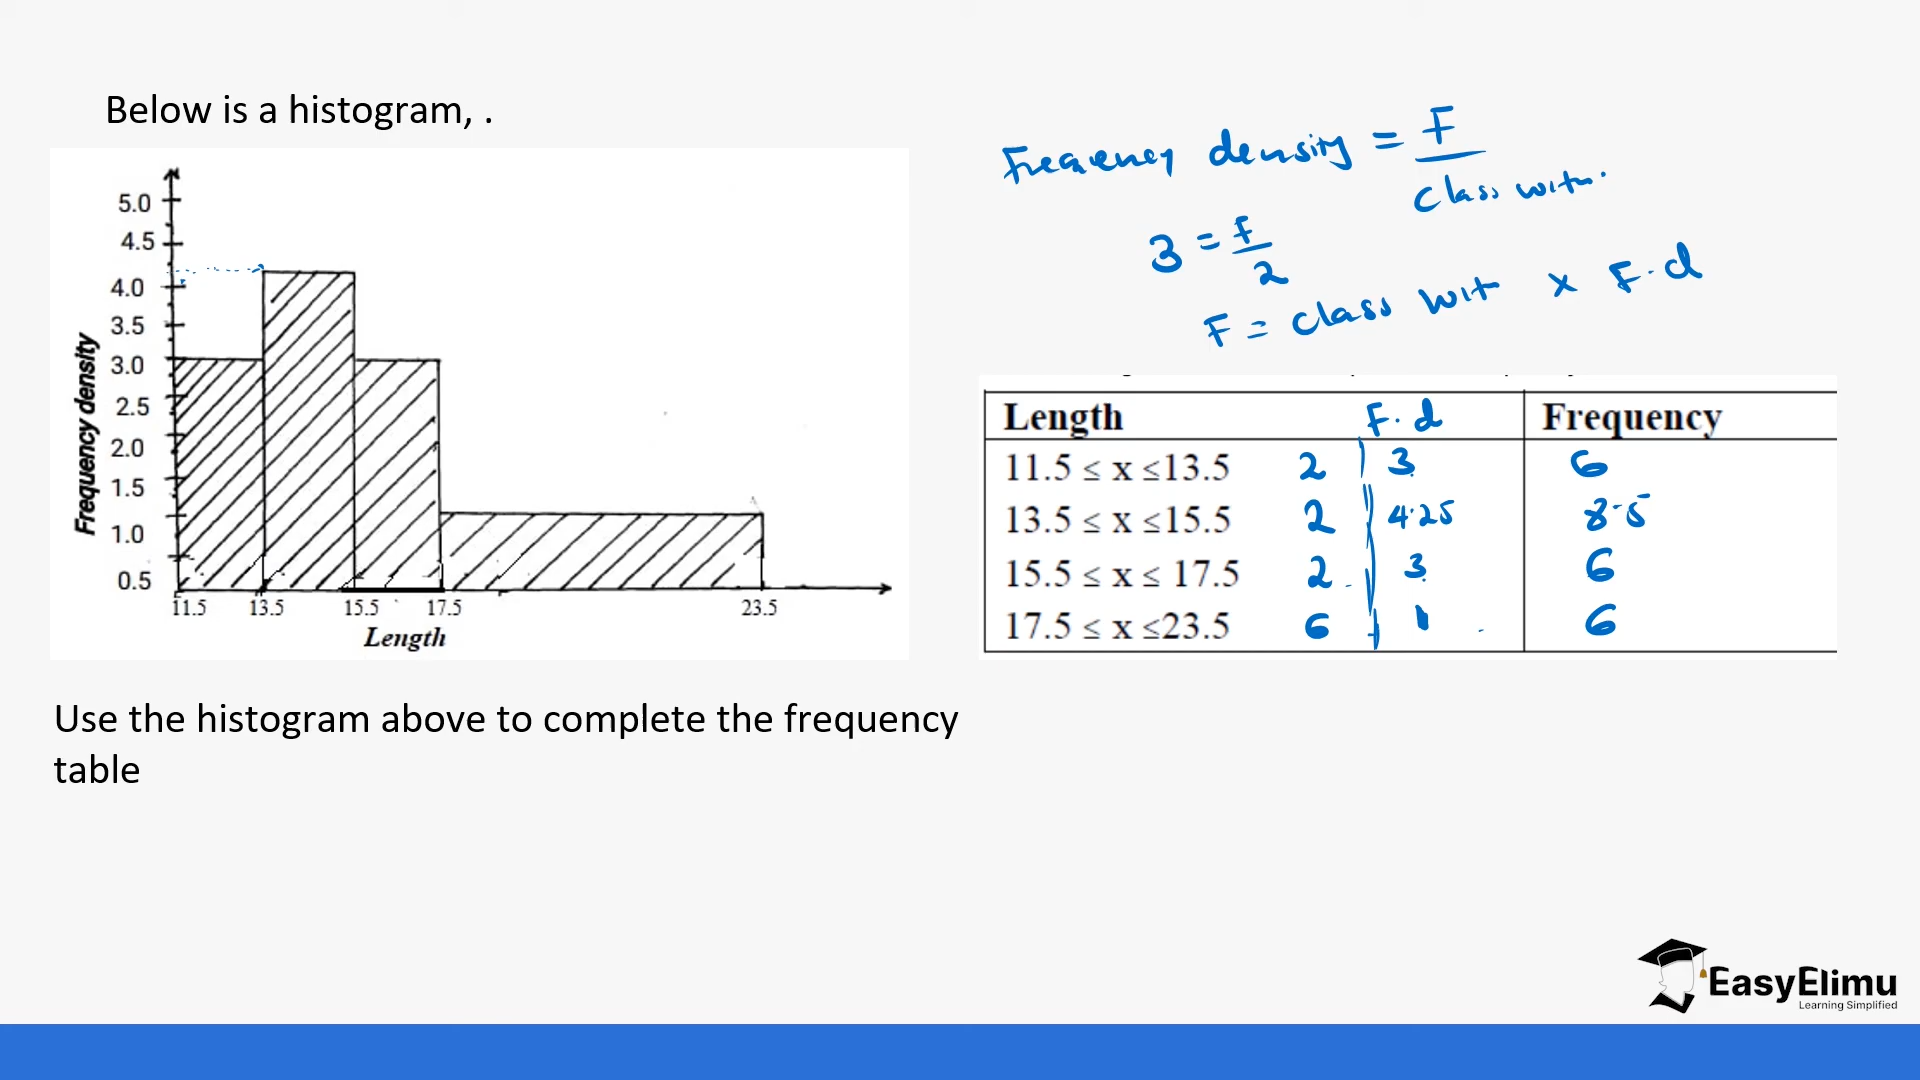 Below is a histogram, .
Frequency density = F
class with.
3 = F
2
F = class wit x F.d
5.0
4.5
4.0
3.5
3.0
2.5
2.0
1.5
1.0
0.5
Frequency density
11.5 13.5 15.5 17.5 23.5
Length
Length F.d Frequency
11.5 ≤ x ≤13.5 2 3 6
13.5 ≤ x ≤15.5 2 4.25 8.5
15.5 ≤ x ≤ 17.5 2 3 6
17.5 ≤ x ≤23.5 6 1 6
Use the histogram above to complete the frequency
table
EasyElimu
Learning Simplified